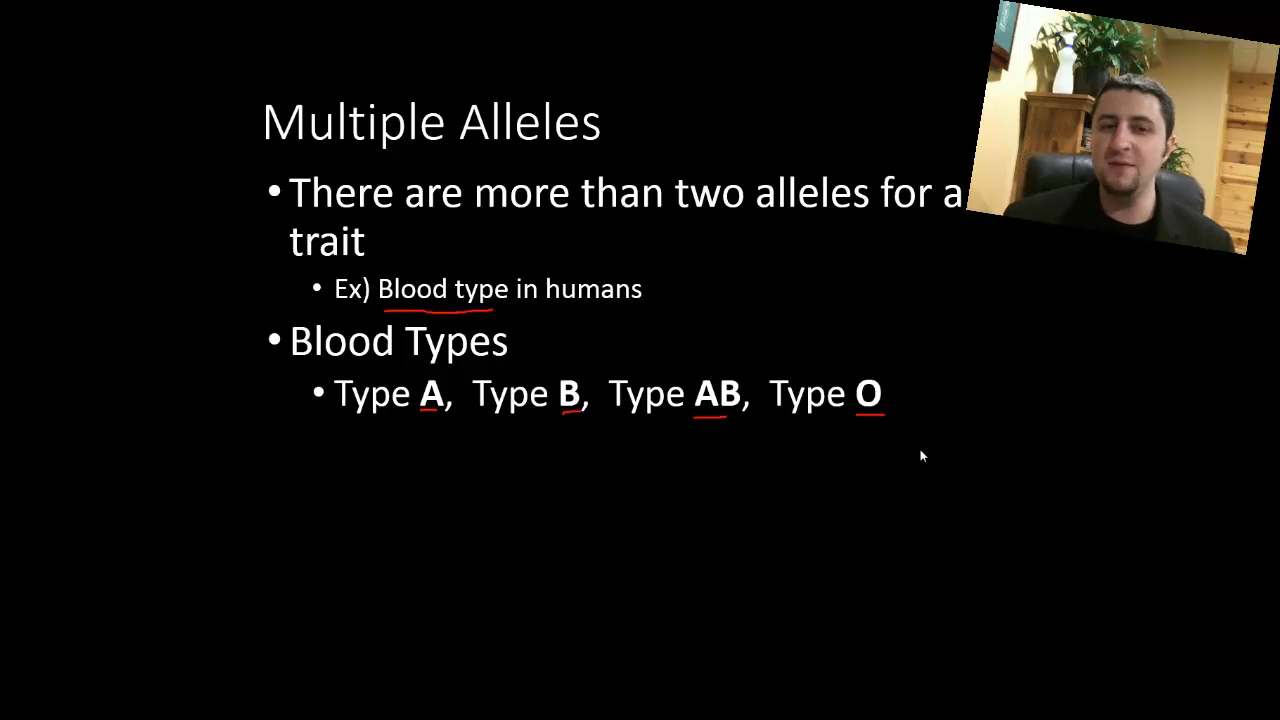 Multiple Alleles
• There are more than two alleles for a
trait
• Ex) Blood type in humans
• Blood Types
• Type A, Type B, Type AB, Type O